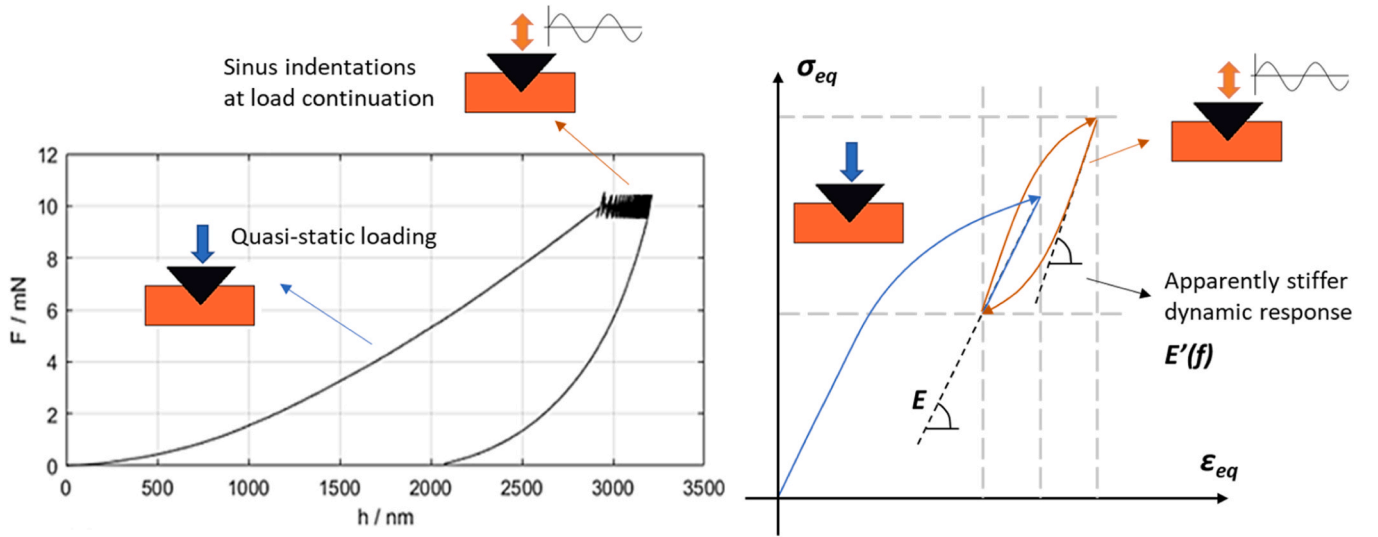 Sinus indentations
at load continuation
Quasi-static loading
12
10
8
6
4
2
0
F / mN
0 500 1000 1500 2000 2500 3000 3500
h / nm
σeq
Apparently stiffer
dynamic response
E'(f)
E
εeq